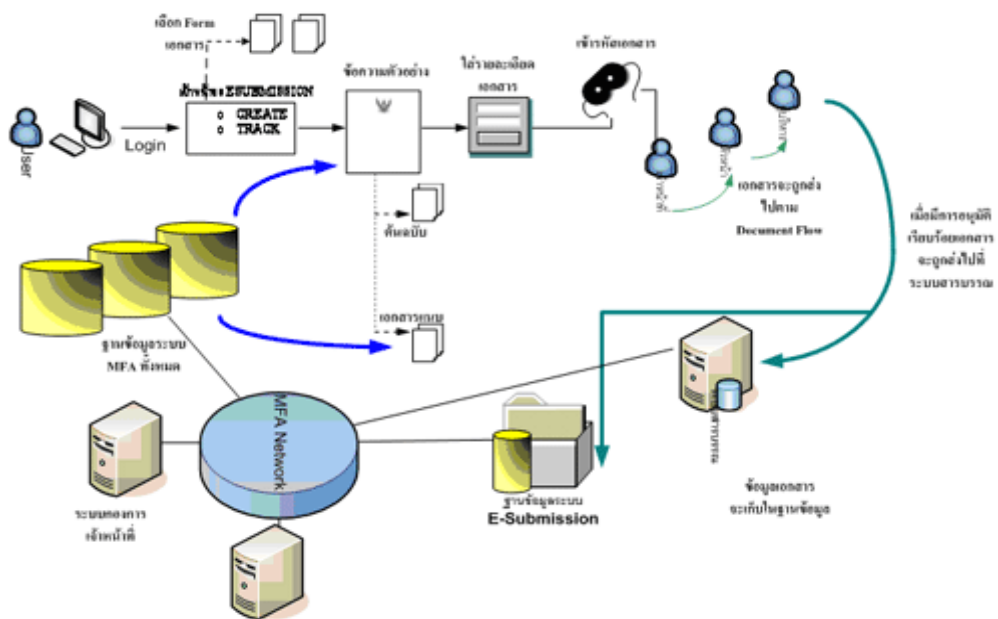 เลือก Form
เอกสาร
ESUBMISSION
o CREATE
o TRACK
ข้อความตัวอย่าง
ใส่รายละเอียด
เอกสาร
เข้ารหัสเอกสาร
User
Login
ต้นฉบับ
เอกสารแนบ
เอกสารจะถูกส่ง
ไปตาม
Document Flow
เมื่อมีการอนุมัติ
เรียบร้อยเอกสาร
จะถูกส่งไปที่
ระบบสารบรรณ
ฐานข้อมูลระบบ
MFA ทั้งหมด
MFA Network
ระบบกองการ
เจ้าหน้าที่
ฐานข้อมูลระบบ
E-Submission
ข้อมูลเอกสาร
จะเก็บในฐานข้อมูล